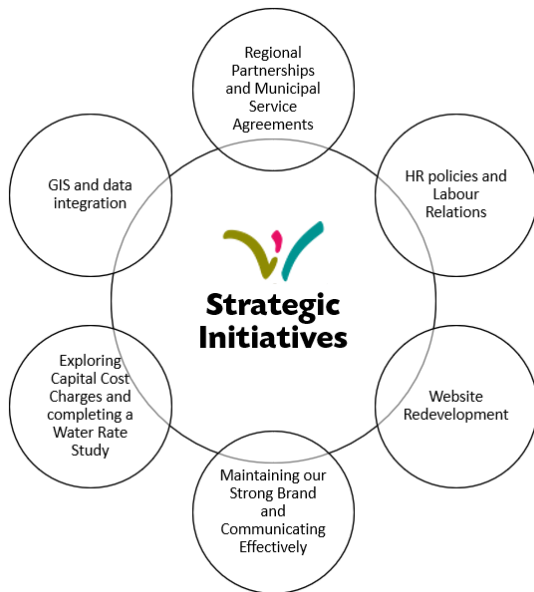 Regional
Partnerships
and Municipal
Service
Agreements
GIS and data
integration
HR policies and
Labour
Relations
Strategic
Initiatives
Exploring
Capital Cost
Charges and
completing a
Water Rate
Study
Website
Redevelopment
Maintaining our
Strong Brand
and
Communicating
Effectively